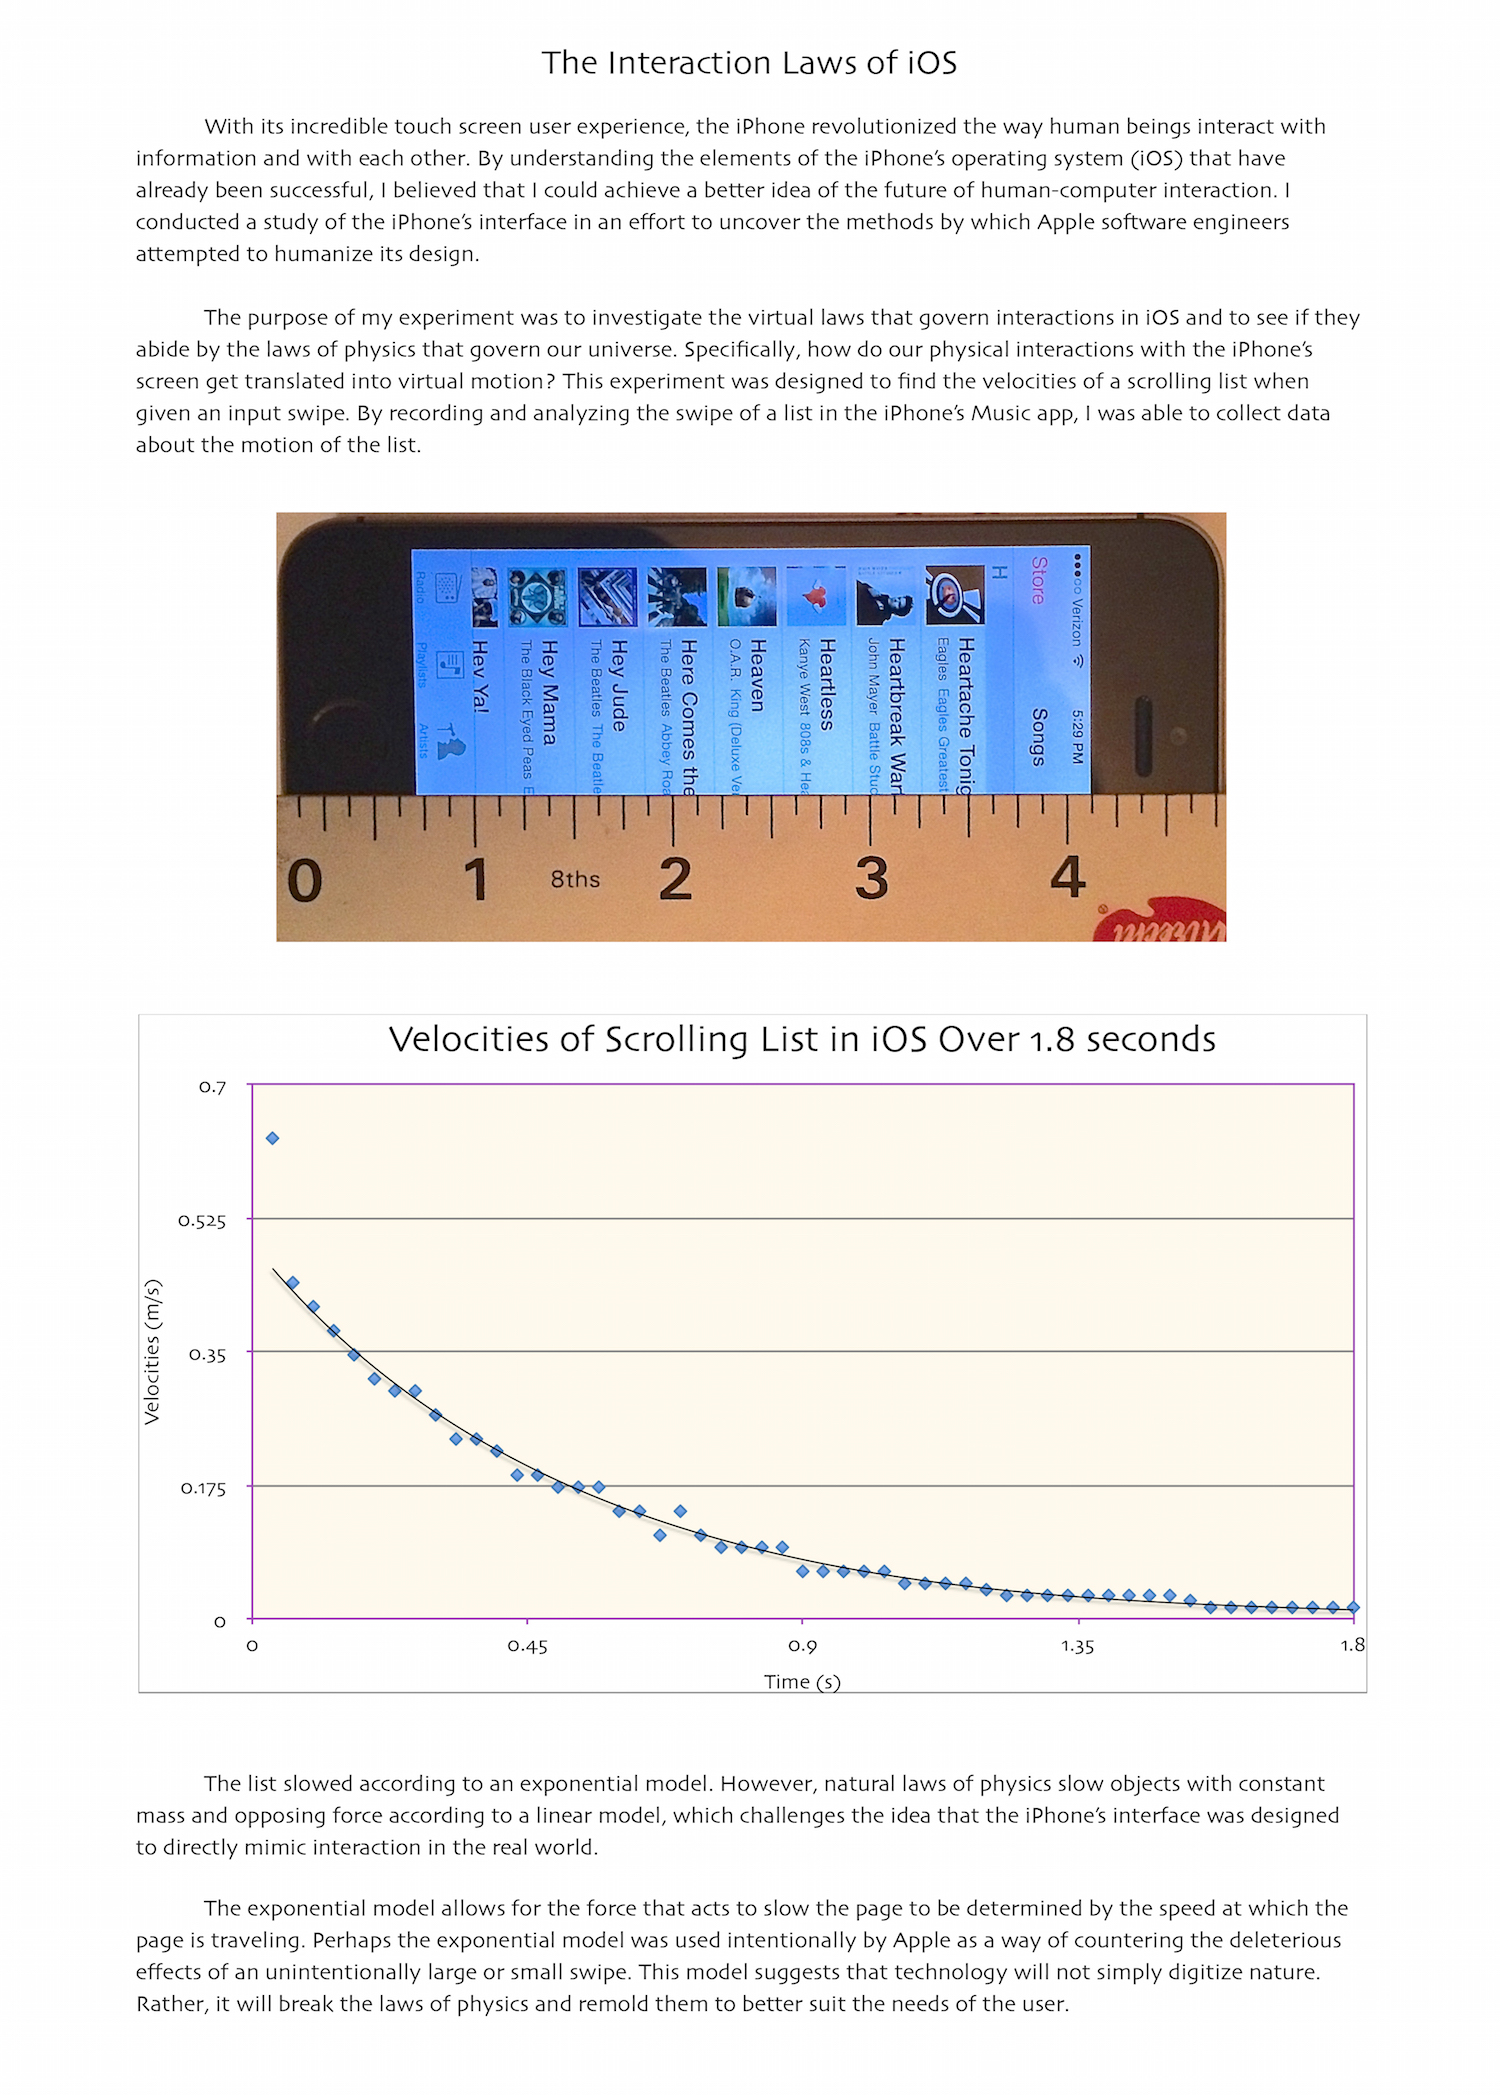 The Interaction Laws of iOS
With its incredible touch screen user experience, the iPhone revolutionized the way human beings interact with
information and with each other. By understanding the elements of the iPhone's operating system (iOS) that have
already been successful, I believed that I could achieve a better idea of the future of human-computer interaction. I
conducted a study of the iPhone's interface in an effort to uncover the methods by which Apple software engineers
attempted to humanize its design.
The purpose of my experiment was to investigate the virtual laws that govern interactions in iOS and to see if they
abide by the laws of physics that govern our universe. Specifically, how do our physical interactions with the iPhone's
screen get translated into virtual motion? This experiment was designed to find the velocities of a scrolling list when
given an input swipe. By recording and analyzing the swipe of a list in the iPhone's Music app, I was able to collect data
about the motion of the list.
Verizon 5:29 PM
Store Songs
H
Heartache Tonig
Eagles Eagles Greatest
Heartbreak War
John Mayer Battle Stud
Heartless
Kanye West 808s & Hea
Heaven
O.A.R. King (Deluxe Ver
Here Comes the
The Beatles Abbey Roa
Hey Jude
The Beatles The Beatle
Hey Mama
The Black Eyed Peas E
Hey Ya!
Radio Playlists Artists
0 1 8ths 2 3 4
Velocities of Scrolling List in iOS Over 1.8 seconds
0.7
0.525
0.35
0.175
0
Velocities (m/s)
0 0.45 0.9 1.35 1.8
Time (s)
The list slowed according to an exponential model. However, natural laws of physics slow objects with constant
mass and opposing force according to a linear model, which challenges the idea that the iPhone's interface was designed
to directly mimic interaction in the real world.
The exponential model allows for the force that acts to slow the page to be determined by the speed at which the
page is traveling. Perhaps the exponential model was used intentionally by Apple as a way of countering the deleterious
effects of an unintentionally large or small swipe. This model suggests that technology will not simply digitize nature.
Rather, it will break the laws of physics and remold them to better suit the needs of the user.